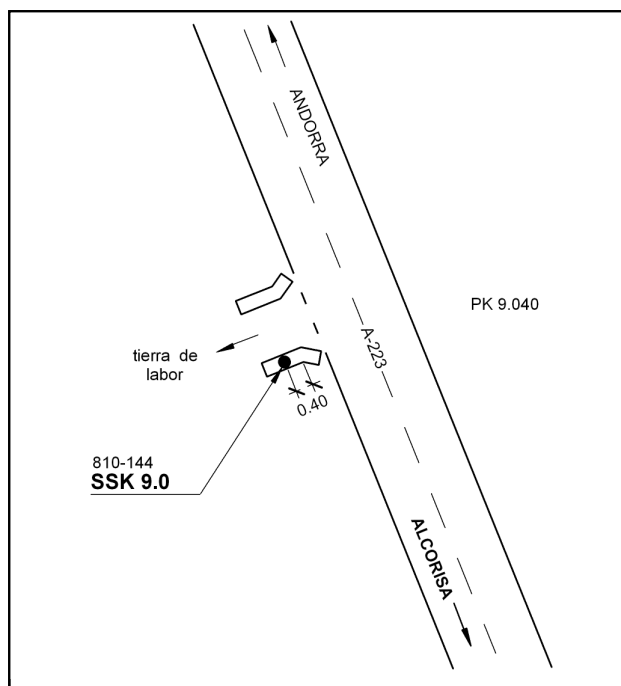 ANDORRA
PK 9.040
A-223
tierra de
labor
0.40
810-144
SSK 9.0
ALCORISA